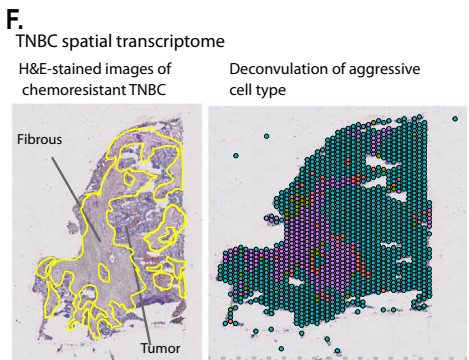 F.
TNBC spatial transcriptome
H&E-stained images of
chemoresistant TNBC
Deconvulation of aggressive
cell type
Fibrous
Tumor